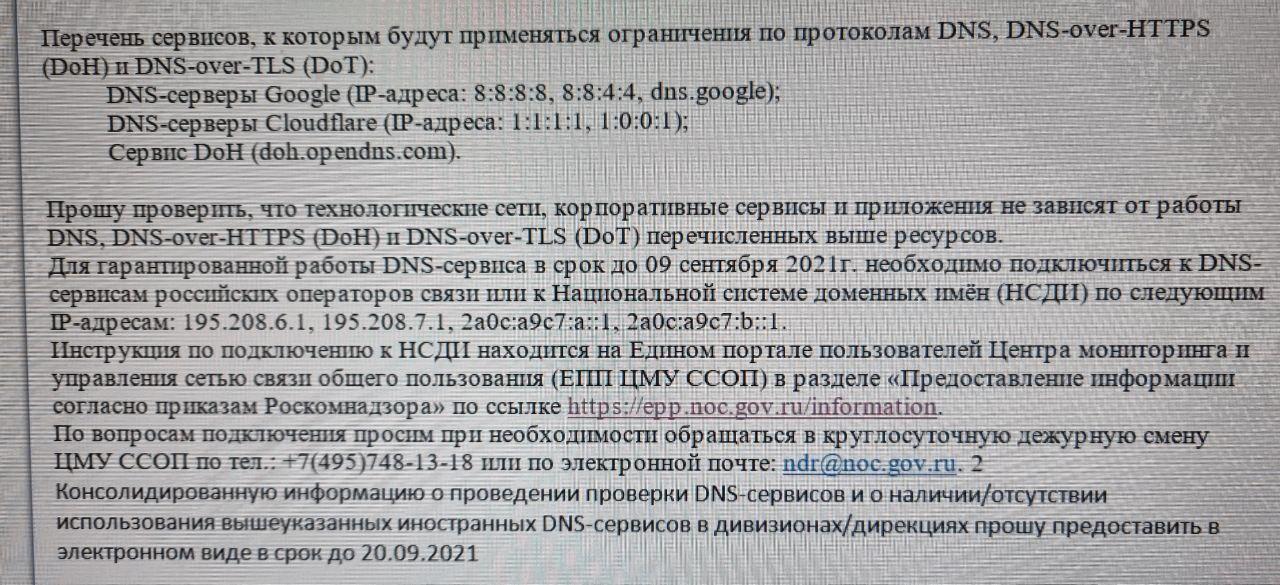 Перечень сервисов, к которым будут применяться ограничения по протоколам DNS, DNS-over-HTTPS
(DoH) и DNS-over-TLS (DoT):
DNS-серверы Google (IP-адреса: 8:8:8:8, 8:8:4:4, dns.google);
DNS-серверы Cloudflare (IP-адреса: 1:1:1:1, 1:0:0:1);
Сервис DoH (doh.opendns.com).
Прошу проверить, что технологические сети, корпоративные сервисы и приложения не зависят от работы
DNS, DNS-over-HTTPS (DoH) и DNS-over-TLS (DoT) перечисленных выше ресурсов.
Для гарантированной работы DNS-сервиса в срок до 09 сентября 2021г. необходимо подключиться к DNS-
сервисам российских операторов связи или к Национальной системе доменных имён (НСДИ) по следующим
IP-адресам: 195.208.6.1, 195.208.7.1, 2a0c:a9c7:a::1, 2a0c:a9c7:b::1.
Инструкция по подключению к НСДИ находится на Едином портале пользователей Центра мониторинга и
управления сетью связи общего пользования (ЕПП ЦМУ ССОП) в разделе «Предоставление информации
согласно приказам Роскомнадзора» по ссылке https://epp.noc.gov.ru/information.
По вопросам подключения просим при необходимости обращаться в круглосуточную дежурную смену
ЦМУ ССОП по тел.: +7(495)748-13-18 или по электронной почте: ndr@noc.gov.ru. 2
Консолидированную информацию о проведении проверки DNS-сервисов и о наличии/отсутствии
использования вышеуказанных иностранных DNS-сервисов в дивизионах/дирекциях прошу предоставить в
электронном виде в срок до 20.09.2021